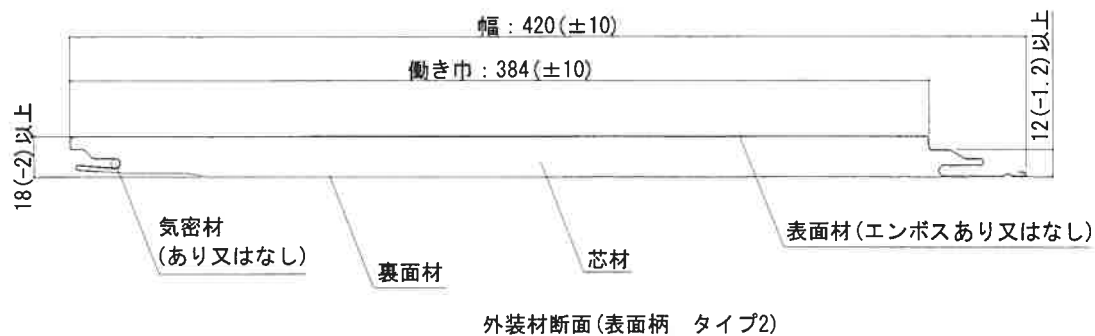 幅：420(±10)
働き巾：384(±10)
12(-1.2)以上
18(-2)以上
気密材
(あり又はなし)
裏面材
芯材
表面材(エンボスあり又はなし)
外装材断面(表面柄　タイプ2)